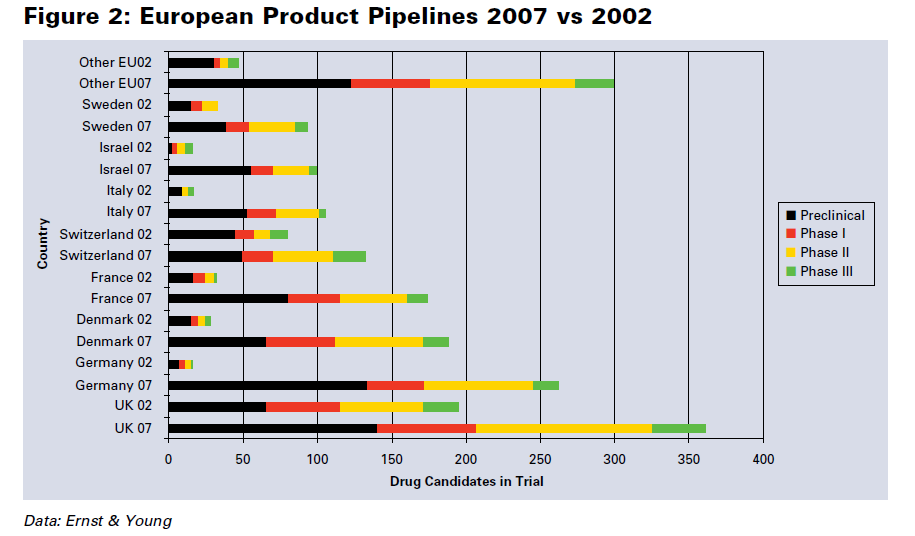 Figure 2: European Product Pipelines 2007 vs 2002
Other EU02
Other EU07
Sweden 02
Sweden 07
Israel 02
Israel 07
Italy 02
Italy 07
Switzerland 02
Switzerland 07
France 02
France 07
Denmark 02
Denmark 07
Germany 02
Germany 07
UK 02
UK 07
Country
0 50 100 150 200 250 300 350 400
Drug Candidates in Trial
Preclinical
Phase I
Phase II
Phase III
Data: Ernst & Young